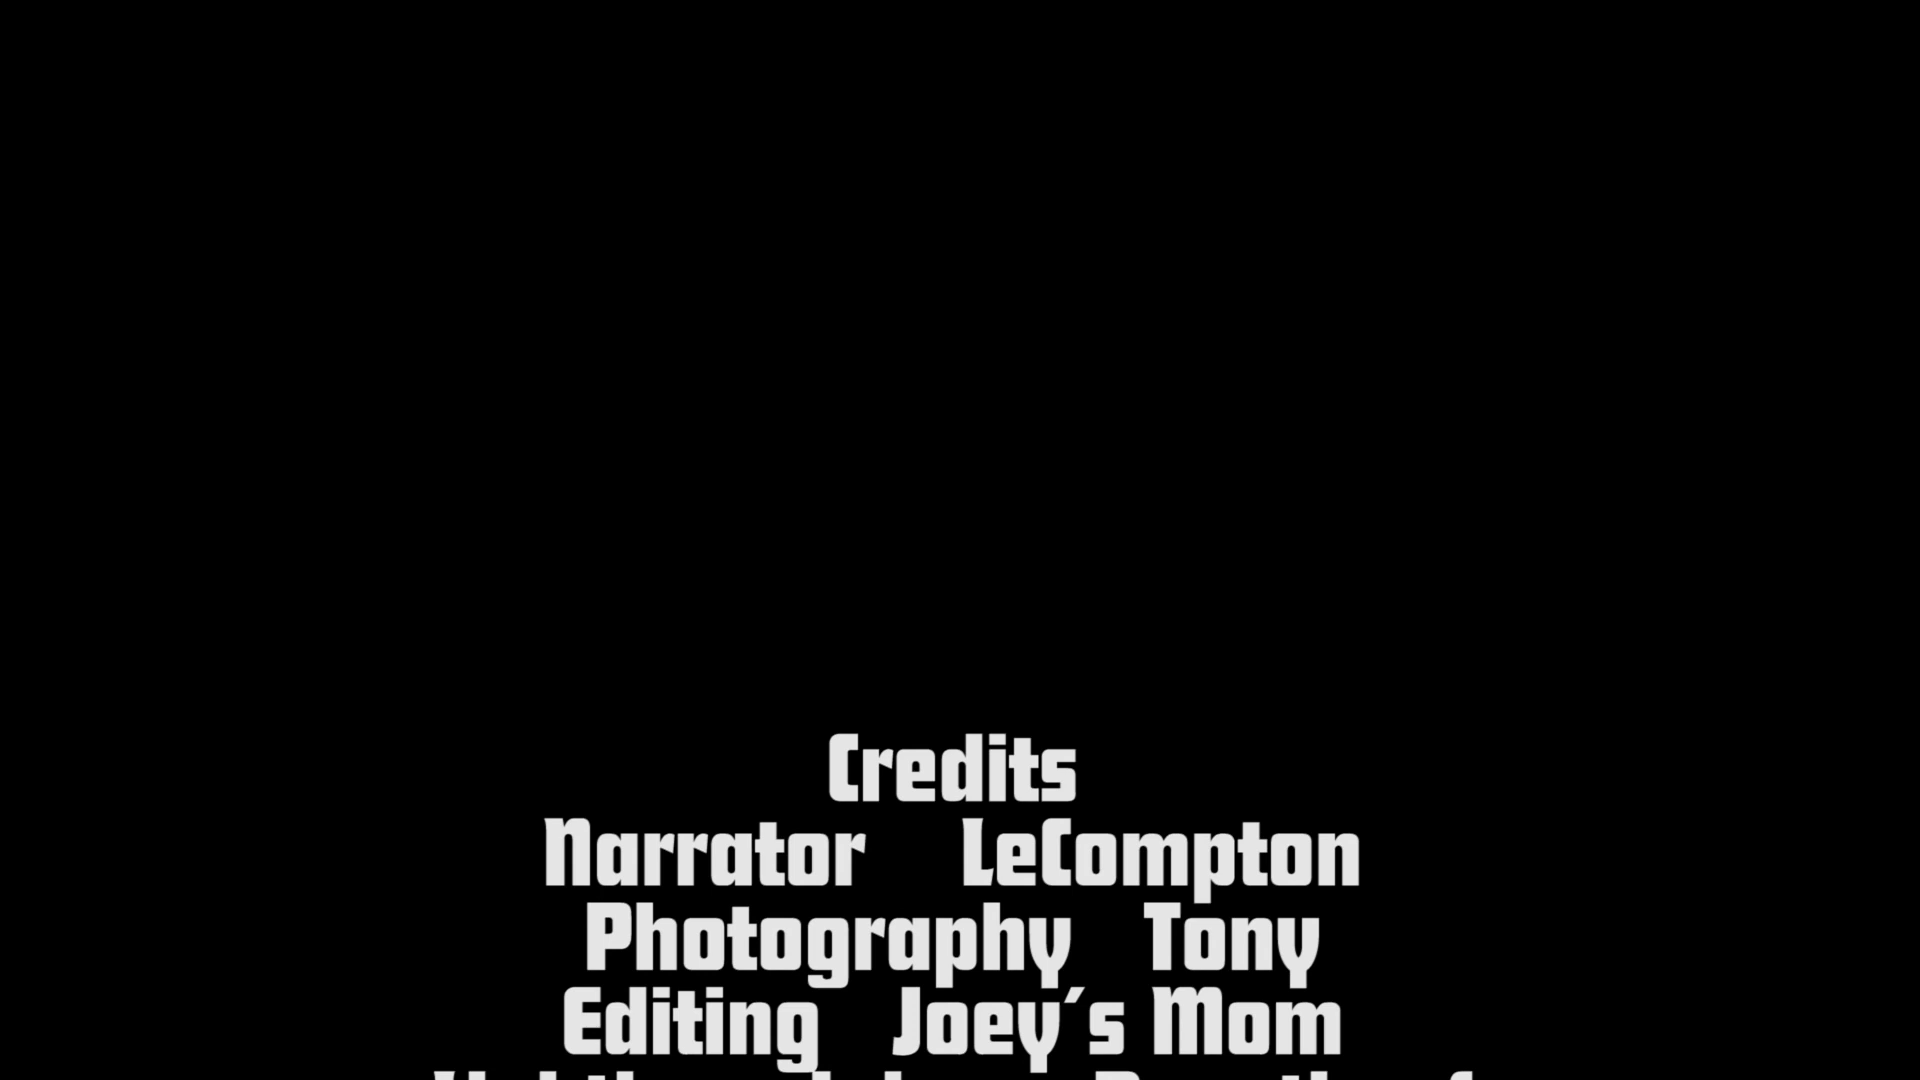 Credits
Narrator LeCompton
Photography Tony
Editing Joey's Mom